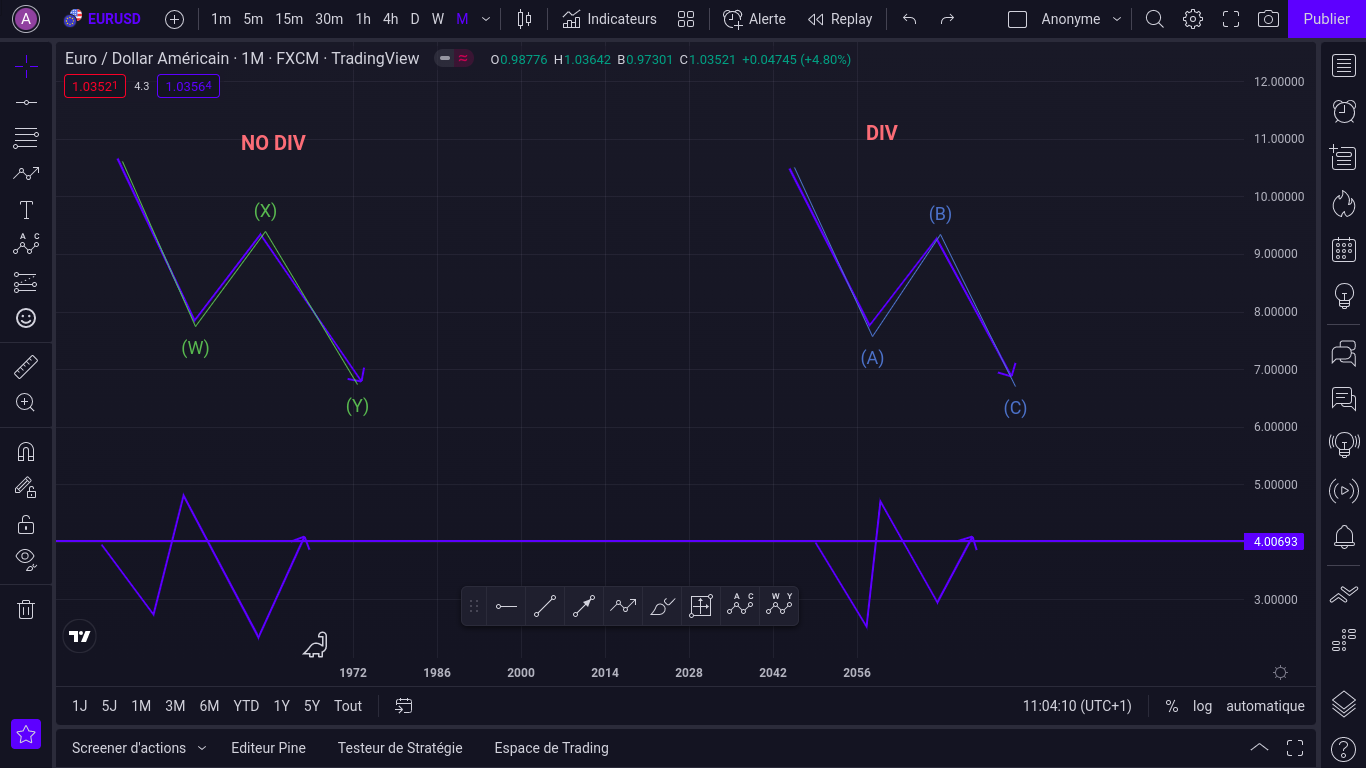 A EURUSD 1m 5m 15m 30m 1h 4h D W M Indicateurs Alerte Replay Anonyme Publier
Euro / Dollar Américain · 1M · FXCM · TradingView O0.98776 H1.03642 B0.97301 C1.03521 +0.04745 (+4.80%)
1.03521 4.3 1.03564
12.00000
11.00000
10.00000
9.00000
8.00000
7.00000
6.00000
5.00000
4.00693
3.00000
NO DIV
DIV
(X)
(W)
(Y)
(B)
(A)
(C)
A C
A C
W Y
1972 1986 2000 2014 2028 2042 2056
1J 5J 1M 3M 6M YTD 1Y 5Y Tout 11:04:10 (UTC+1) % log automatique
Screener d'actions Editeur Pine Testeur de Stratégie Espace de Trading